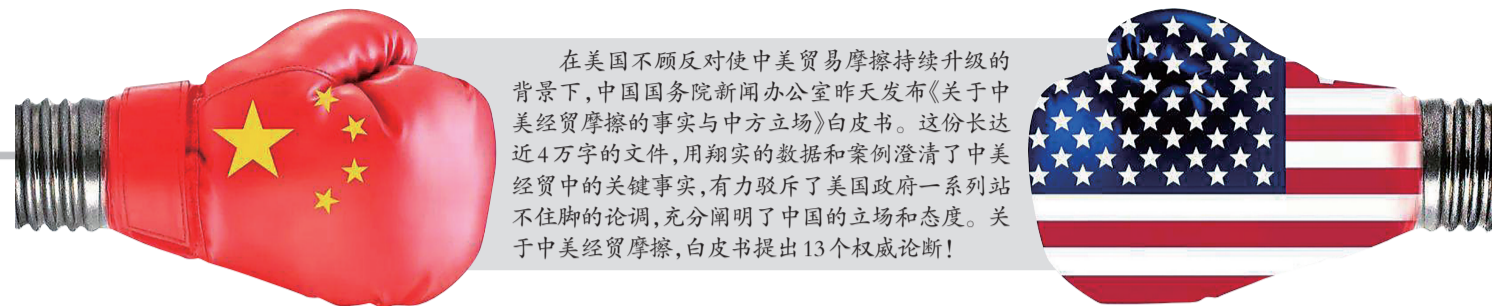 在美国不顾反对使中美贸易摩擦持续升级的
背景下,中国国务院新闻办公室昨天发布《关于中
美经贸摩擦的事实与中方立场》白皮书。这份长达
近4万字的文件,用翔实的数据和案例澄清了中美
经贸中的关键事实,有力驳斥了美国政府一系列站
不住脚的论调,充分阐明了中国的立场和态度。关
于中美经贸摩擦,白皮书提出13个权威论断!